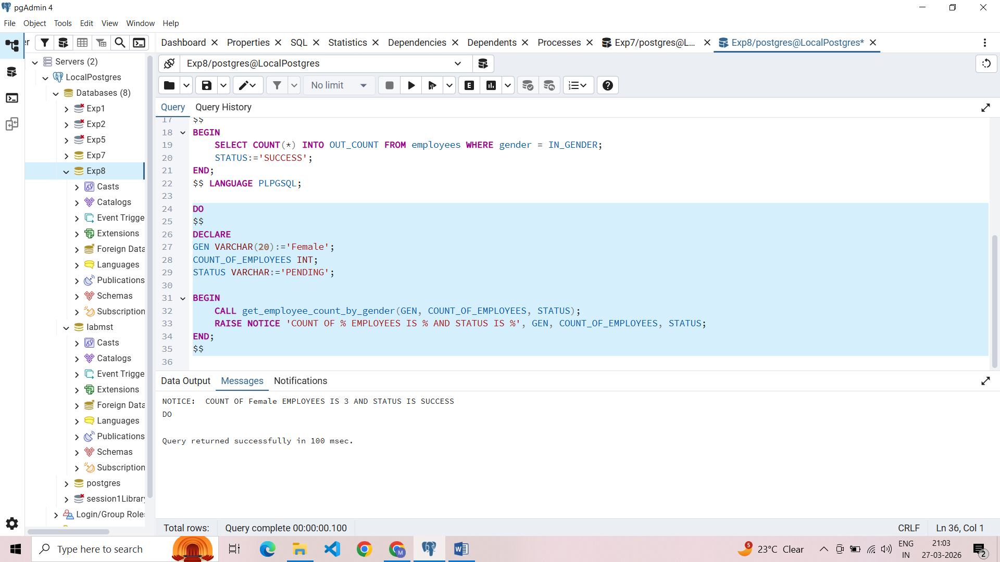 pgAdmin 4
File Object Tools Edit View Window Help
er
Dashboard Properties SQL Statistics Dependencies Dependents Processes Exp7/postgres@L... Exp8/postgres@LocalPostgres*
Servers (2)
LocalPostgres
Databases (8)
Exp1
Exp2
Exp5
Exp7
Exp8
Casts
Catalogs
Event Trigge
Extensions
Foreign Data
Languages
Publications
Schemas
Subscription
labmst
Casts
Catalogs
Event Trigge
Extensions
Foreign Data
Languages
Publications
Schemas
Subscription
postgres
session1Library
Login/Group Roles
Exp8/postgres@LocalPostgres
No limit
E
Query Query History
17 $$
18 BEGIN
19 SELECT COUNT(*) INTO OUT_COUNT FROM employees WHERE gender = IN_GENDER;
20 STATUS:='SUCCESS';
21 END;
22 $$ LANGUAGE PLPGSQL;
23
24 DO
25 $$
26 DECLARE
27 GEN VARCHAR(20):='Female';
28 COUNT_OF_EMPLOYEES INT;
29 STATUS VARCHAR:='PENDING';
30
31 BEGIN
32 CALL get_employee_count_by_gender(GEN, COUNT_OF_EMPLOYEES, STATUS);
33 RAISE NOTICE 'COUNT OF % EMPLOYEES IS % AND STATUS IS %', GEN, COUNT_OF_EMPLOYEES, STATUS;
34 END;
35 $$
36
Data Output Messages Notifications
NOTICE: COUNT OF Female EMPLOYEES IS 3 AND STATUS IS SUCCESS
DO
Query returned successfully in 100 msec.
Total rows: Query complete 00:00:00.100 CRLF Ln 36, Col 1
Type here to search
M
5
23°C Clear
ENG
IN
21:03
27-03-2026
2